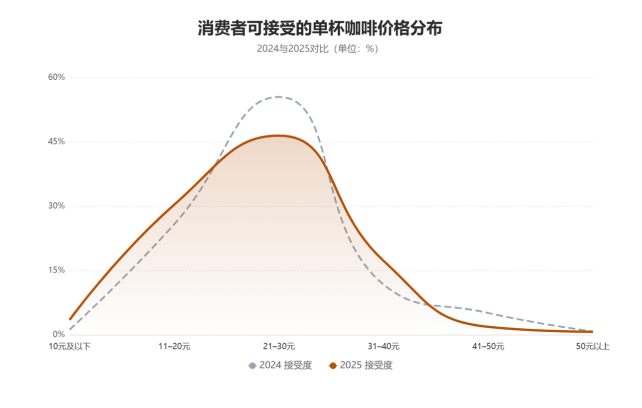 消费者可接受的单杯咖啡价格分布
2024与2025对比（单位：%）
60%
45%
30%
15%
0%
10元及以下 11–20元 21–30元 31–40元 41–50元 50元以上
2024 接受度 2025 接受度